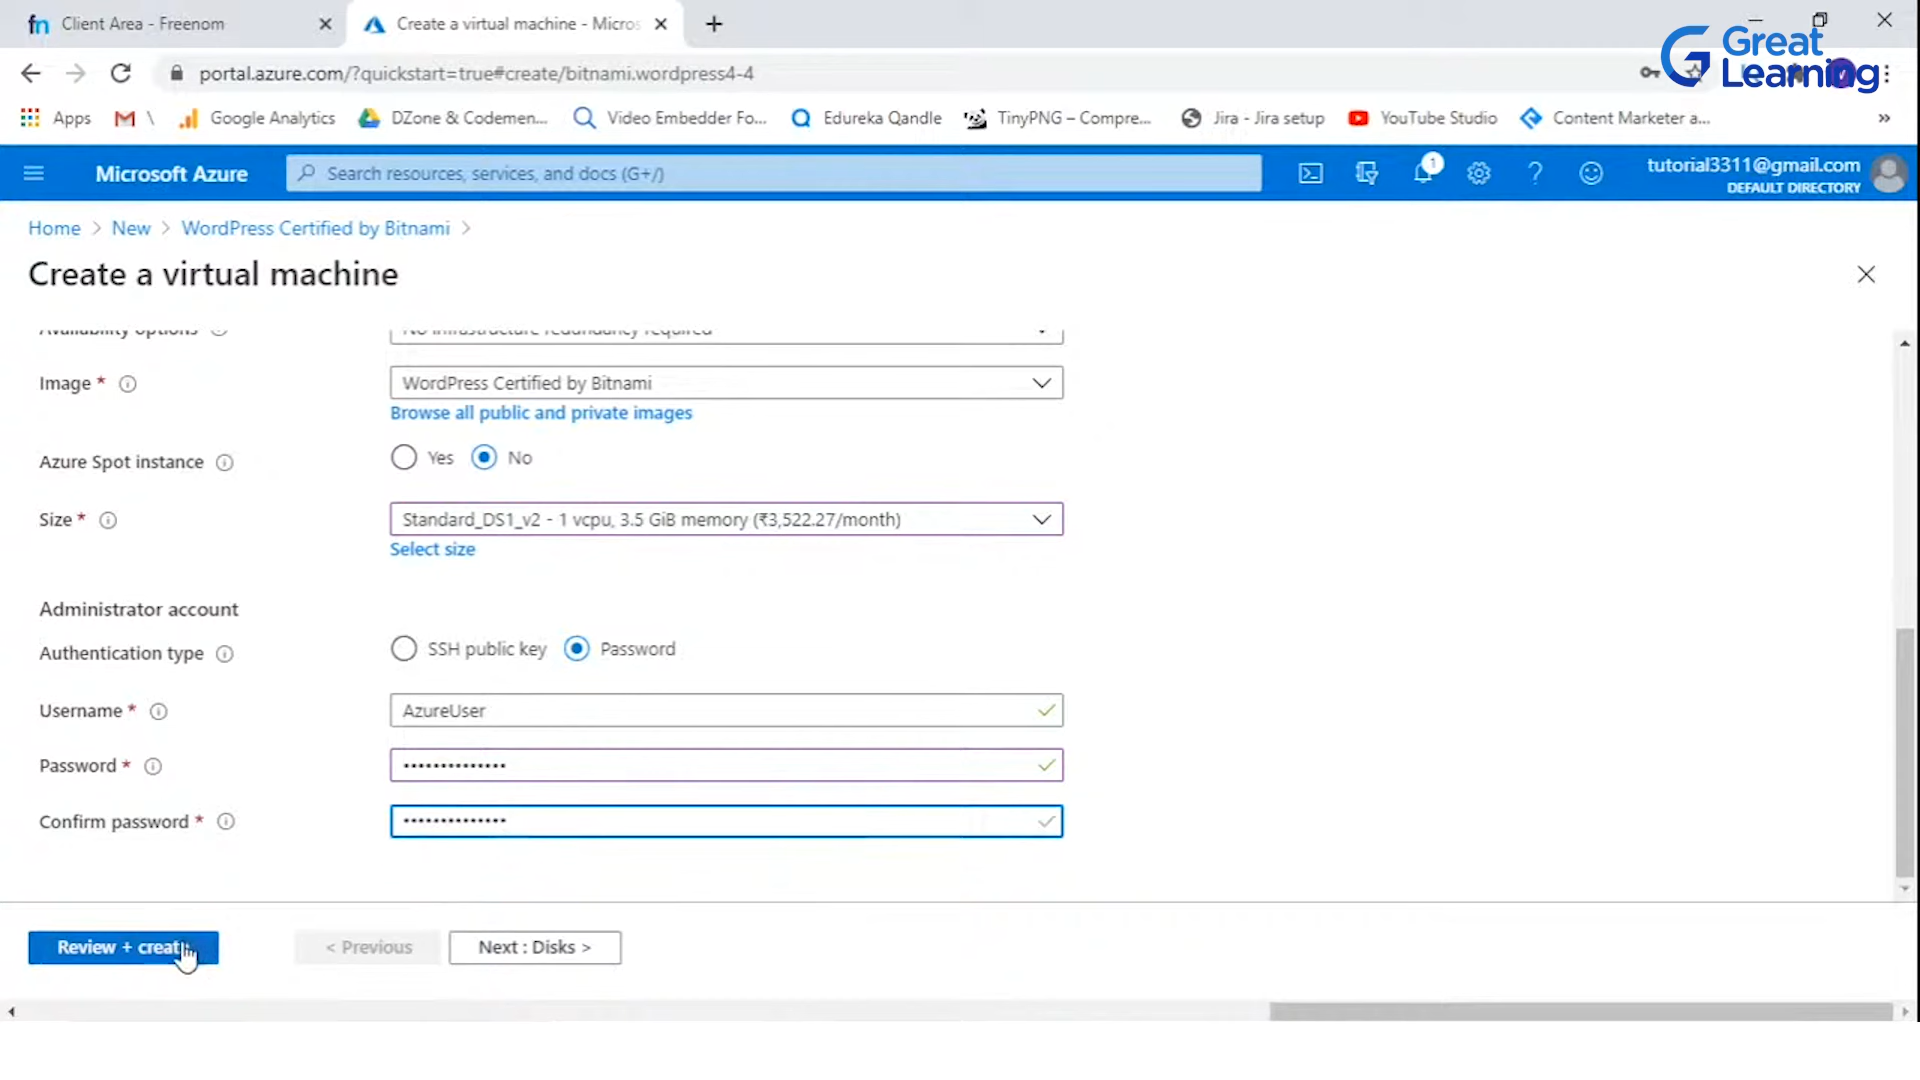 fn Client Area - Freenom
Create a virtual machine - Micros
Great
Learning
portal.azure.com/?quickstart=true#create/bitnami.wordpress4-4
Apps
\
Google Analytics
DZone & Codemen...
Video Embedder Fo...
Edureka Qandle
TinyPNG – Compre...
Jira - Jira setup
YouTube Studio
Content Marketer a...
»
Microsoft Azure
Search resources, services, and docs (G+/)
1
tutorial3311@gmail.com
DEFAULT DIRECTORY
Home > New > WordPress Certified by Bitnami >
Create a virtual machine
Availability options
No infrastructure redundancy required
Image *
WordPress Certified by Bitnami
Browse all public and private images
Azure Spot instance
Yes
No
Size *
Standard_DS1_v2 - 1 vcpu, 3.5 GiB memory (₹3,522.27/month)
Select size
Administrator account
Authentication type
SSH public key
Password
Username *
AzureUser
Password *
••••••••••••••
Confirm password *
••••••••••••••
Review + create
< Previous
Next : Disks >